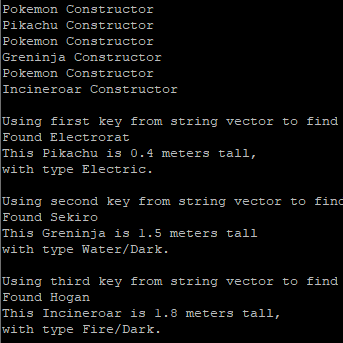 Pokemon Constructor
Pikachu Constructor
Pokemon Constructor
Greninja Constructor
Pokemon Constructor
Incineroar Constructor
Using first key from string vector to find
Found Electrorat
This Pikachu is 0.4 meters tall,
with type Electric.
Using second key from string vector to find
Found Sekiro
This Greninja is 1.5 meters tall
with type Water/Dark.
Using third key from string vector to find
Found Hogan
This Incineroar is 1.8 meters tall,
with type Fire/Dark.